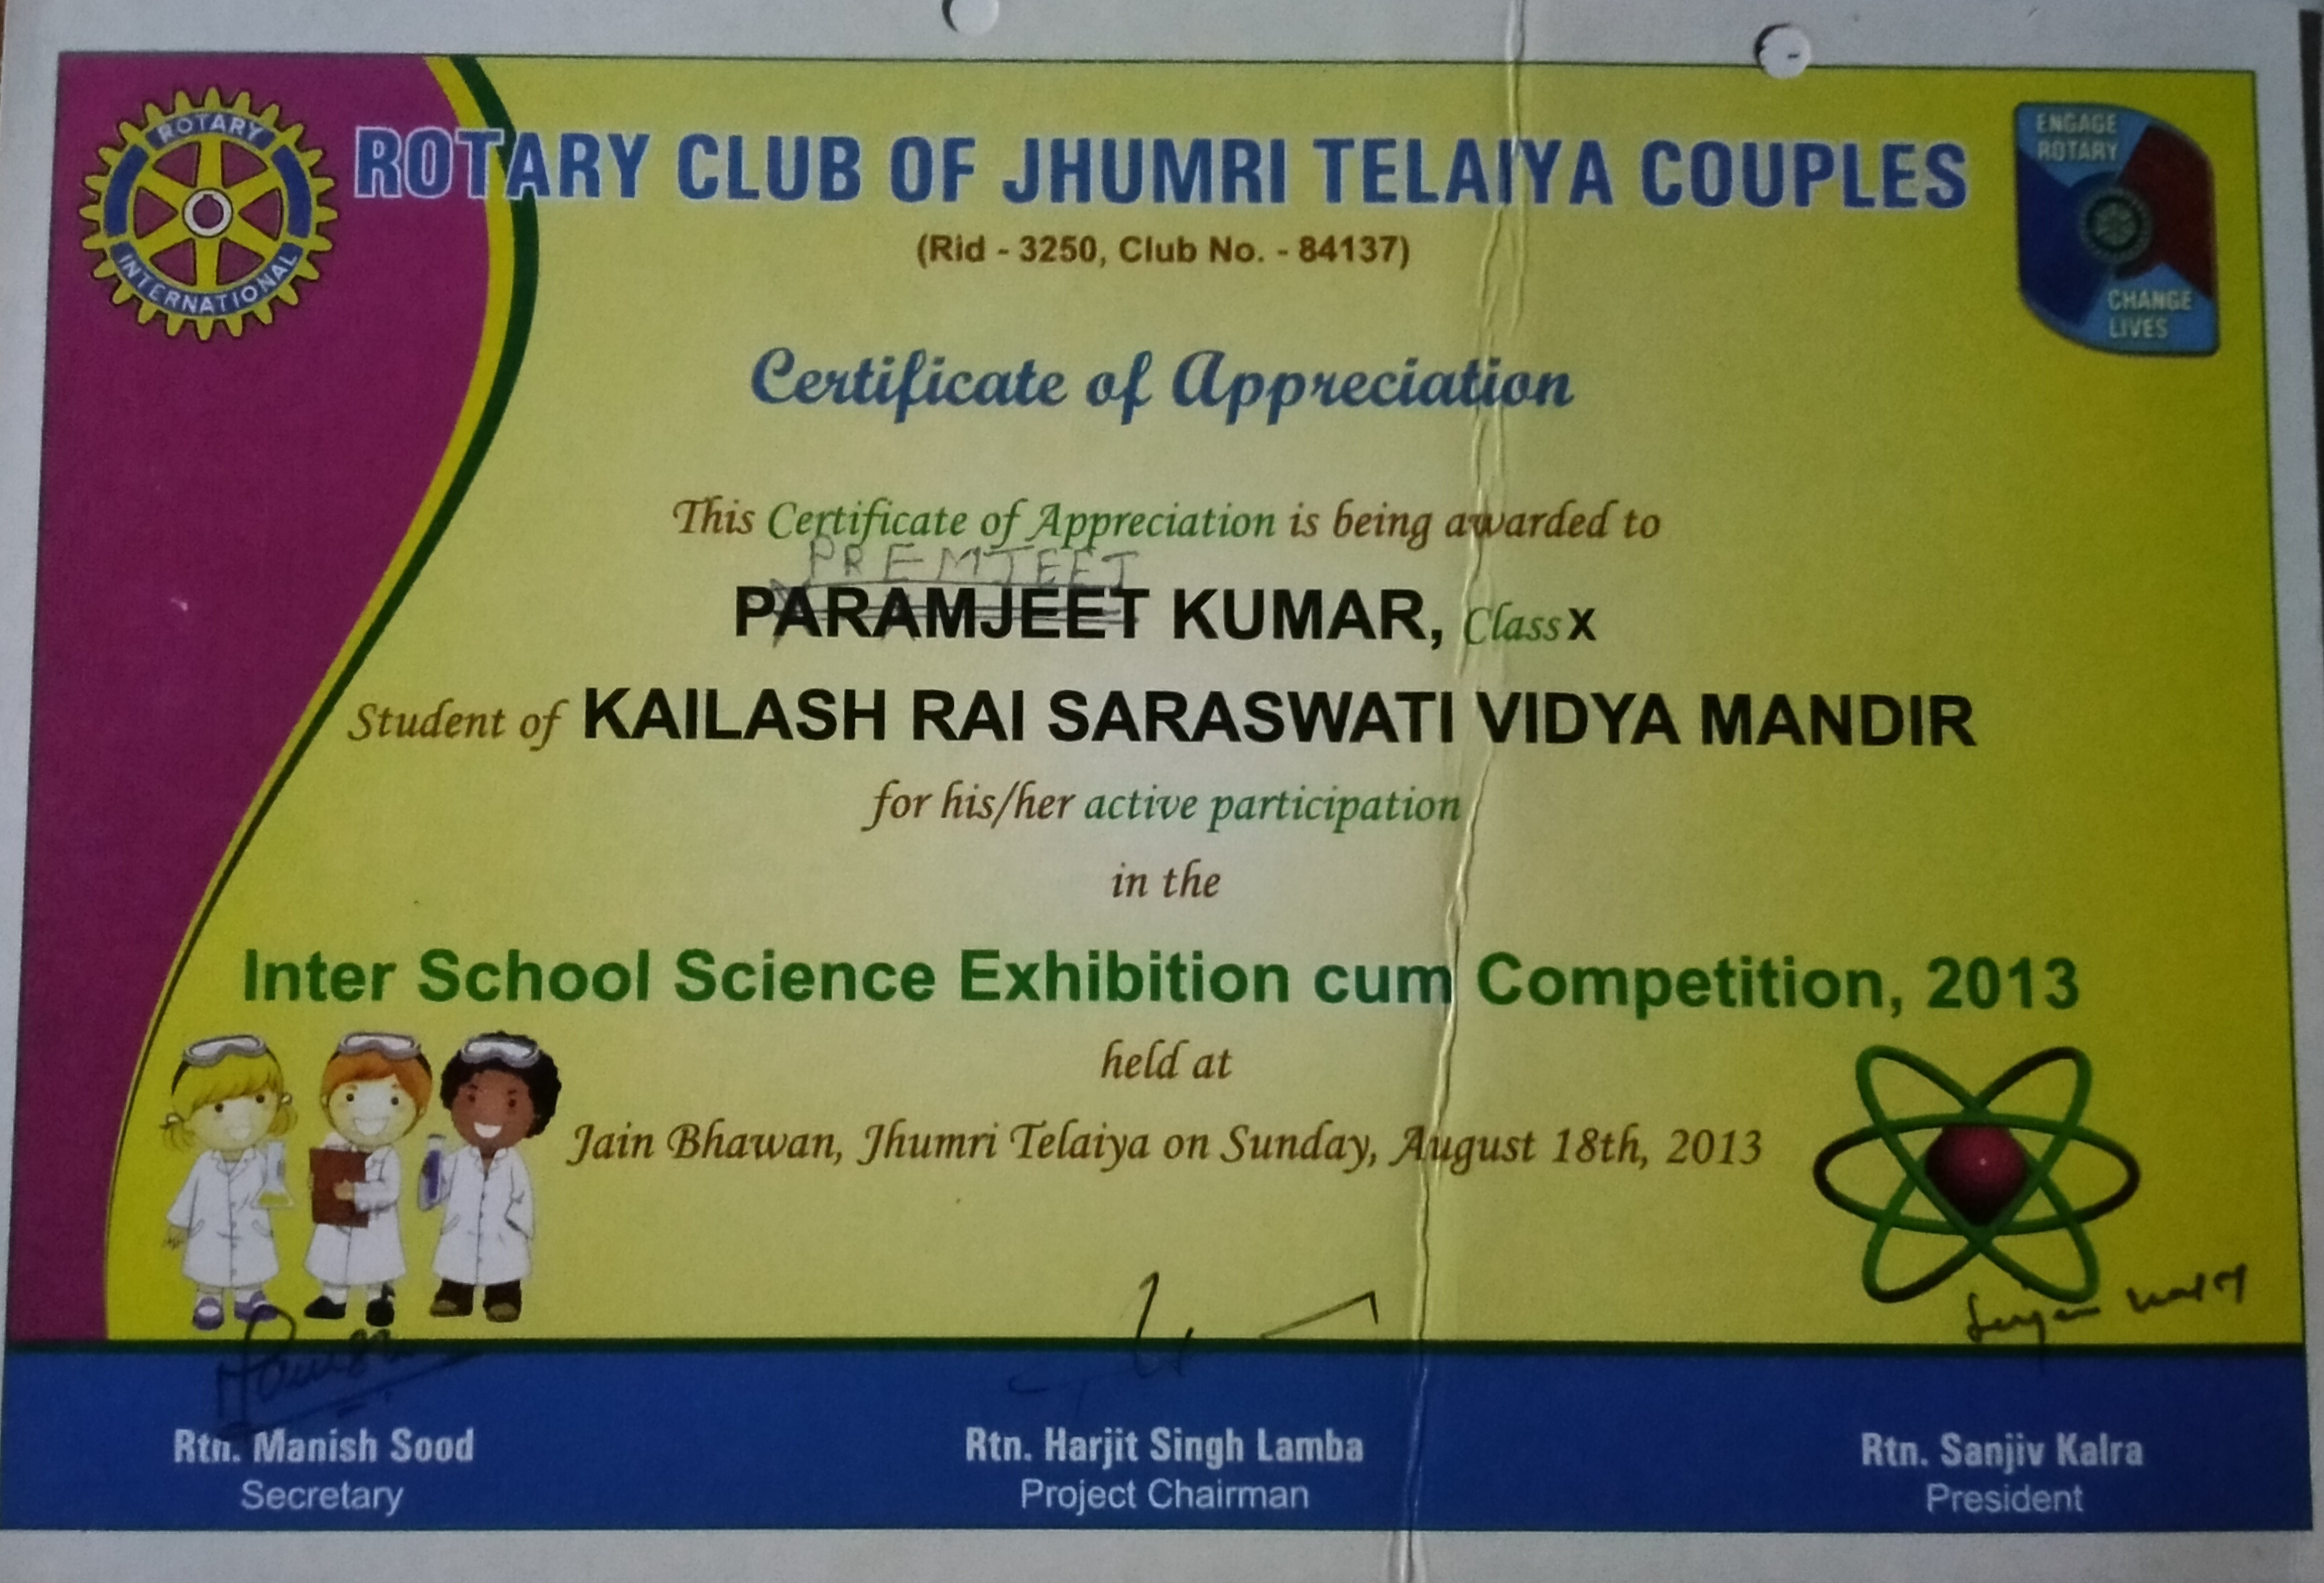 ROTARY
INTERNATIONAL
ROTARY CLUB OF JHUMRI TELAIYA COUPLES
ENGAGE
ROTARY
CHANGE
LIVES
(Rid - 3250, Club No. - 84137)
Certificate of Appreciation
This Certificate of Appreciation is being awarded to
PREMJEET
PARAMJEET KUMAR, Class X
Student of KAILASH RAI SARASWATI VIDYA MANDIR
for his/her active participation
in the
Inter School Science Exhibition cum Competition, 2013
held at
Jain Bhawan, Jhumri Telaiya on Sunday, August 18th, 2013
Rtn. Manish Sood
Secretary
Rtn. Harjit Singh Lamba
Project Chairman
Rtn. Sanjiv Kalra
President